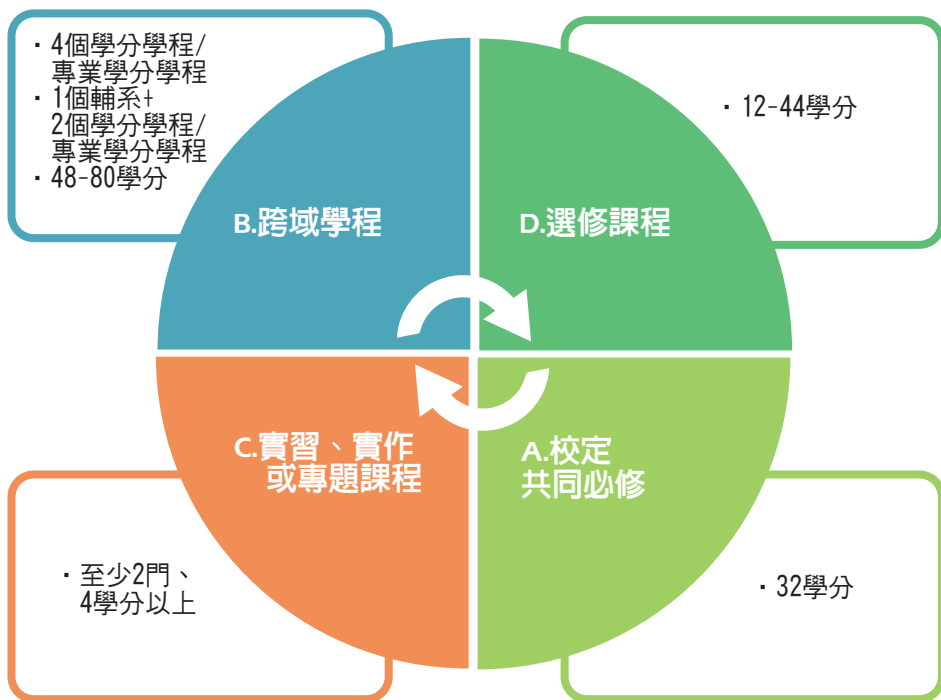 ・4個學分學程/
專業學分學程
・1個輔系+
2個學分學程/
專業學分學程
・48-80學分
B.跨域學程
D.選修課程
・12-44學分
C.實習、實作
或專題課程
・至少2門、
4學分以上
A.校定
共同必修
・32學分